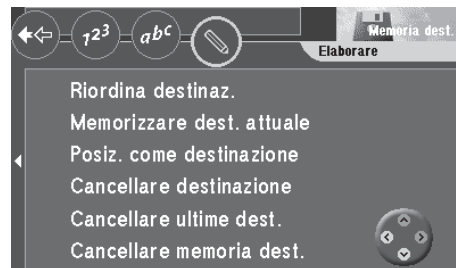 123
abc
Memoria dest.
Elaborare
Riordina destinaz.
Memorizzare dest. attuale
Posiz. come destinazione
Cancellare destinazione
Cancellare ultime dest.
Cancellare memoria dest.